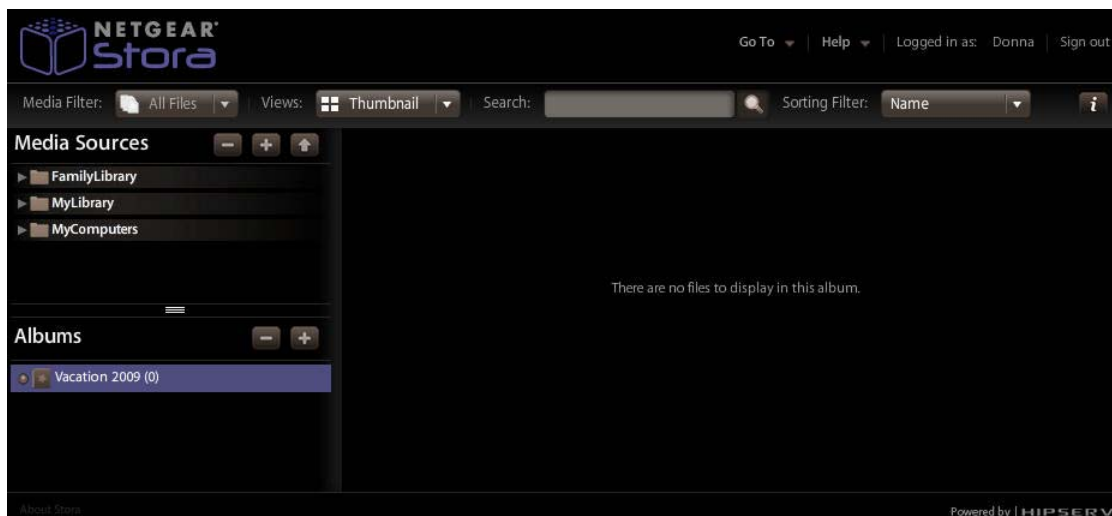 NETGEAR
Stora
Go To Help Logged in as: Donna Sign out
Media Filter: All Files Views: Thumbnail Search: Sorting Filter: Name i
Media Sources
FamilyLibrary
MyLibrary
MyComputers
There are no files to display in this album.
Albums
Vacation 2009 (0)
About Stora Powered by | HIPSERV